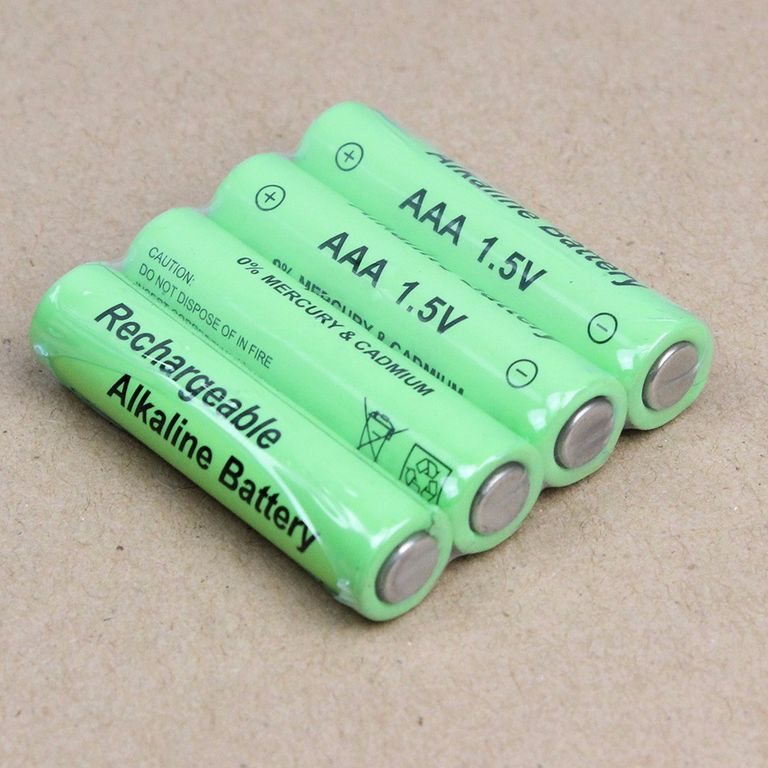 Rechargeable
Alkaline Battery
CAUTION:
DO NOT DISPOSE OF IN FIRE
0% MERCURY & CADMIUM
0% MERCURY & CADMIUM
+
AAA 1.5V
-
Battery
+
AAA 1.5V
-
Alkaline Battery